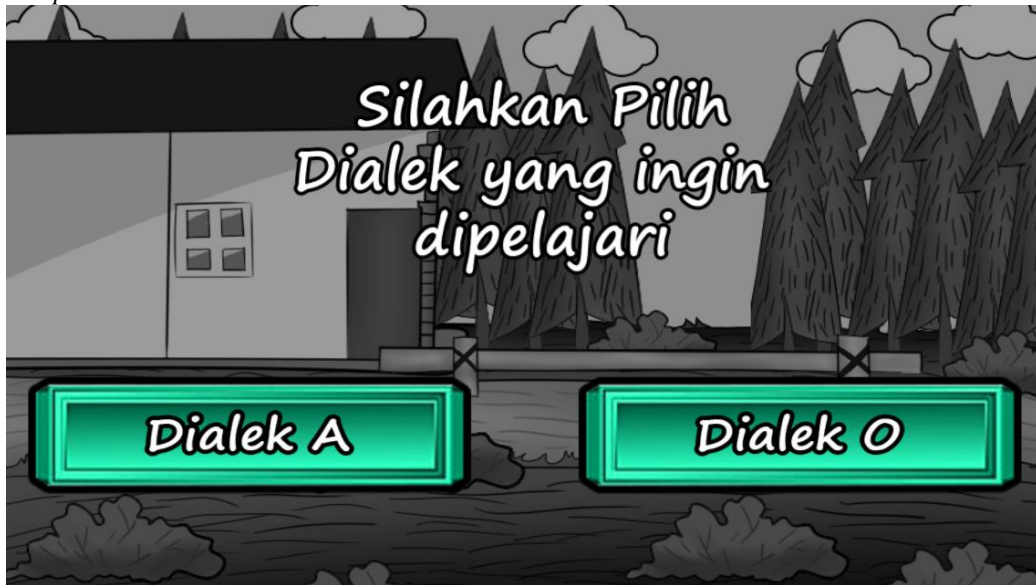 Silahkan Pilih
Dialek yang ingin
dipelajari
Dialek A
Dialek O